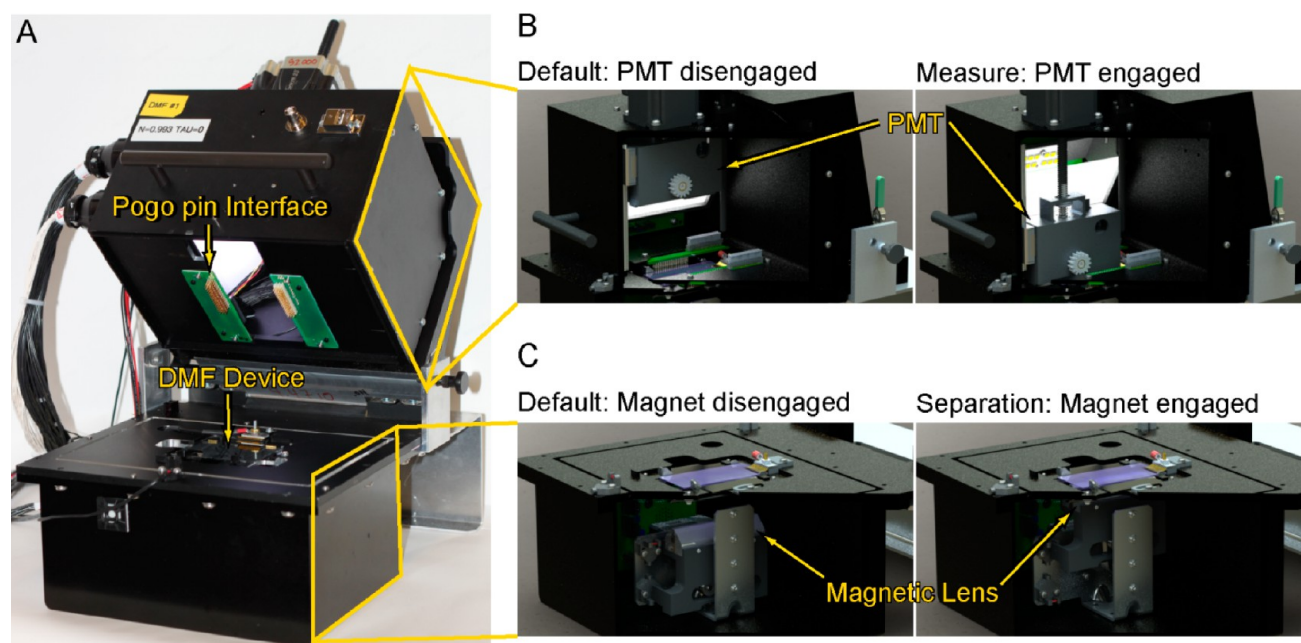 A
DMF #1
N=0.993 TAU=0
Pogo pin Interface
DMF Device
B
Default: PMT disengaged
Measure: PMT engaged
PMT
C
Default: Magnet disengaged
Separation: Magnet engaged
Magnetic Lens